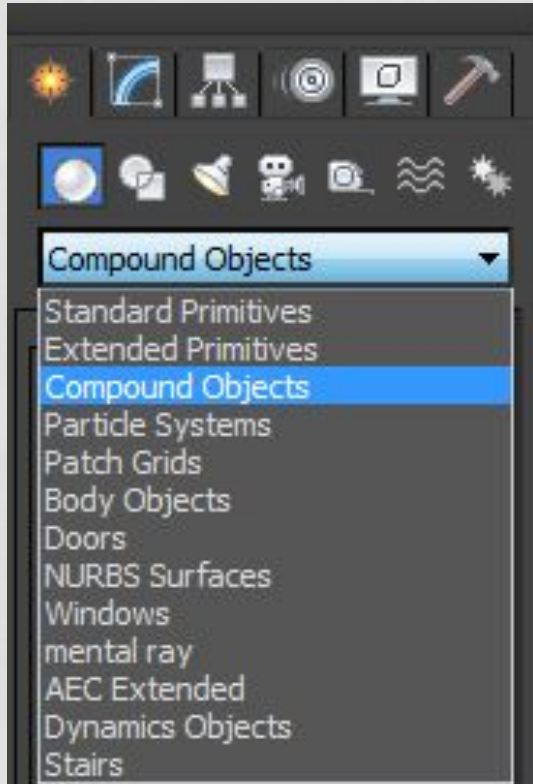 Compound Objects
Standard Primitives
Extended Primitives
Compound Objects
Particle Systems
Patch Grids
Body Objects
Doors
NURBS Surfaces
Windows
mental ray
AEC Extended
Dynamics Objects
Stairs